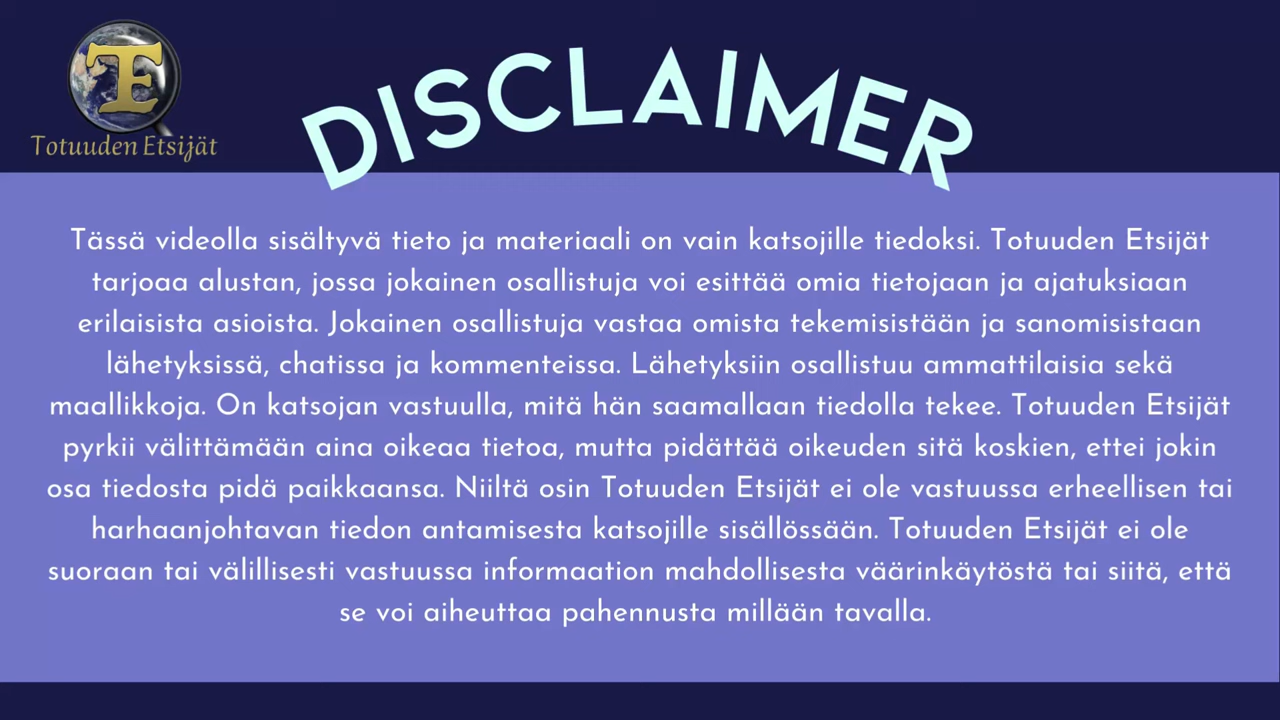 TE
Totuuden Etsijät
DISCLAIMER
Tässä videolla sisältyvä tieto ja materiaali on vain katsojille tiedoksi. Totuuden Etsijät
tarjoaa alustan, jossa jokainen osallistuja voi esittää omia tietojaan ja ajatuksiaan
erilaisista asioista. Jokainen osallistuja vastaa omista tekemisistään ja sanomisistaan
lähetyksissä, chatissa ja kommenteissa. Lähetyksiin osallistuu ammattilaisia sekä
maallikkoja. On katsojan vastuulla, mitä hän saamallaan tiedolla tekee. Totuuden Etsijät
pyrkii välittämään aina oikeaa tietoa, mutta pidättää oikeuden sitä koskien, ettei jokin
osa tiedosta pidä paikkaansa. Niiltä osin Totuuden Etsijät ei ole vastuussa erheellisen tai
harhaanjohtavan tiedon antamisesta katsojille sisällössään. Totuuden Etsijät ei ole
suoraan tai välillisesti vastuussa informaation mahdollisesta väärinkäytöstä tai siitä, että
se voi aiheuttaa pahennusta millään tavalla.